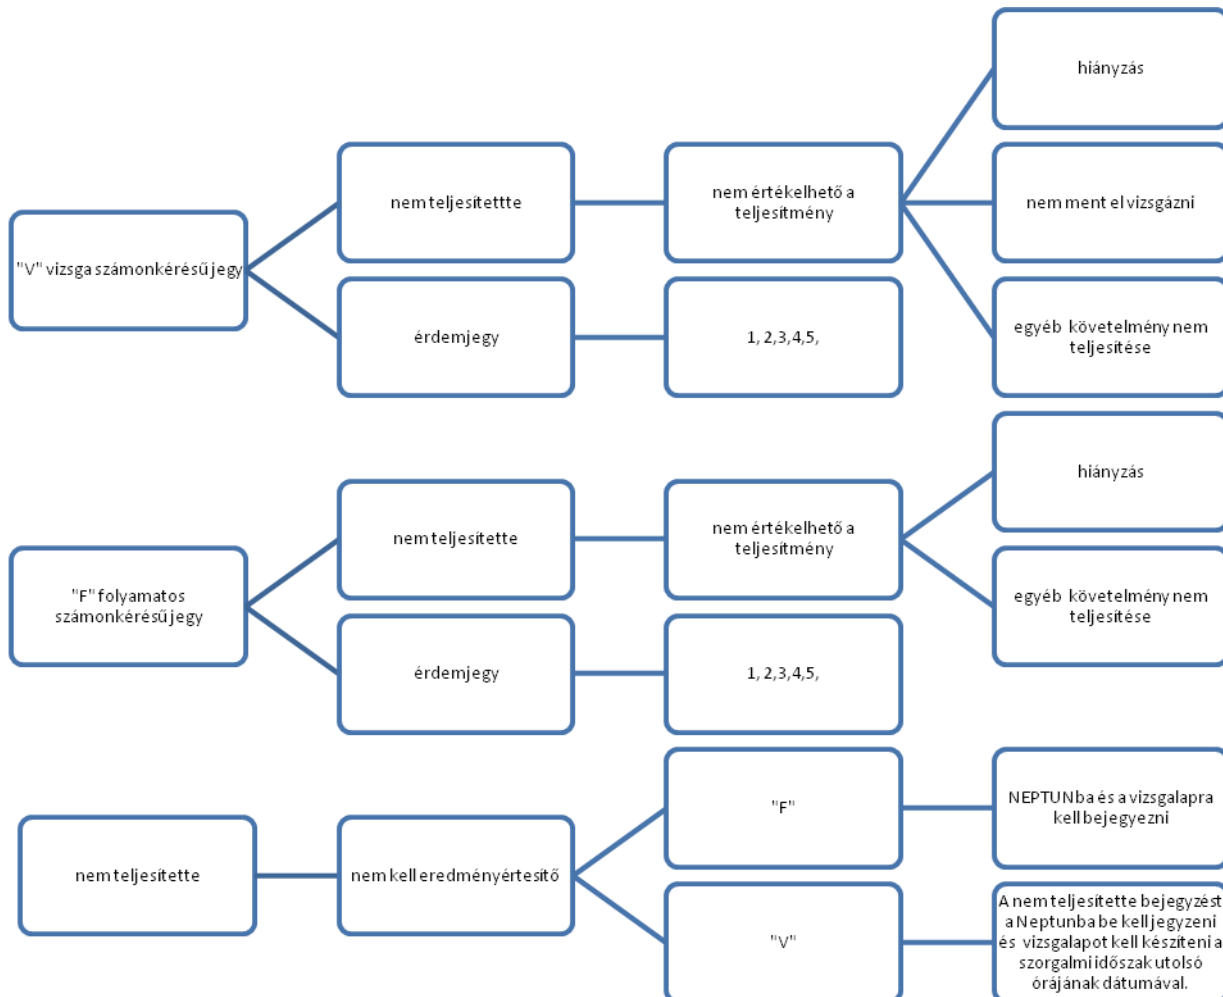 "V" vizsga számonkérésű jegy
nem teljesítettte
nem értékelhető a
teljesítmény
hiányzás
nem ment el vizsgázni
egyéb követelmény nem
teljesítése
érdemjegy
1, 2,3,4,5,
"F" folyamatos
számonkérésű jegy
nem teljesítette
nem értékelhető a
teljesítmény
hiányzás
egyéb követelmény nem
teljesítése
érdemjegy
1, 2,3,4,5,
nem teljesítette
nem kell eredményértesítő
"F"
NEPTUNba és a vizsgalapra
kell bejegyezni
"V"
A nem teljesítette bejegyzést
a Neptunba be kell jegyzeni
és vizsgalapot kell készíteni a
szorgalmi időszak utolsó
órájának dátumával.